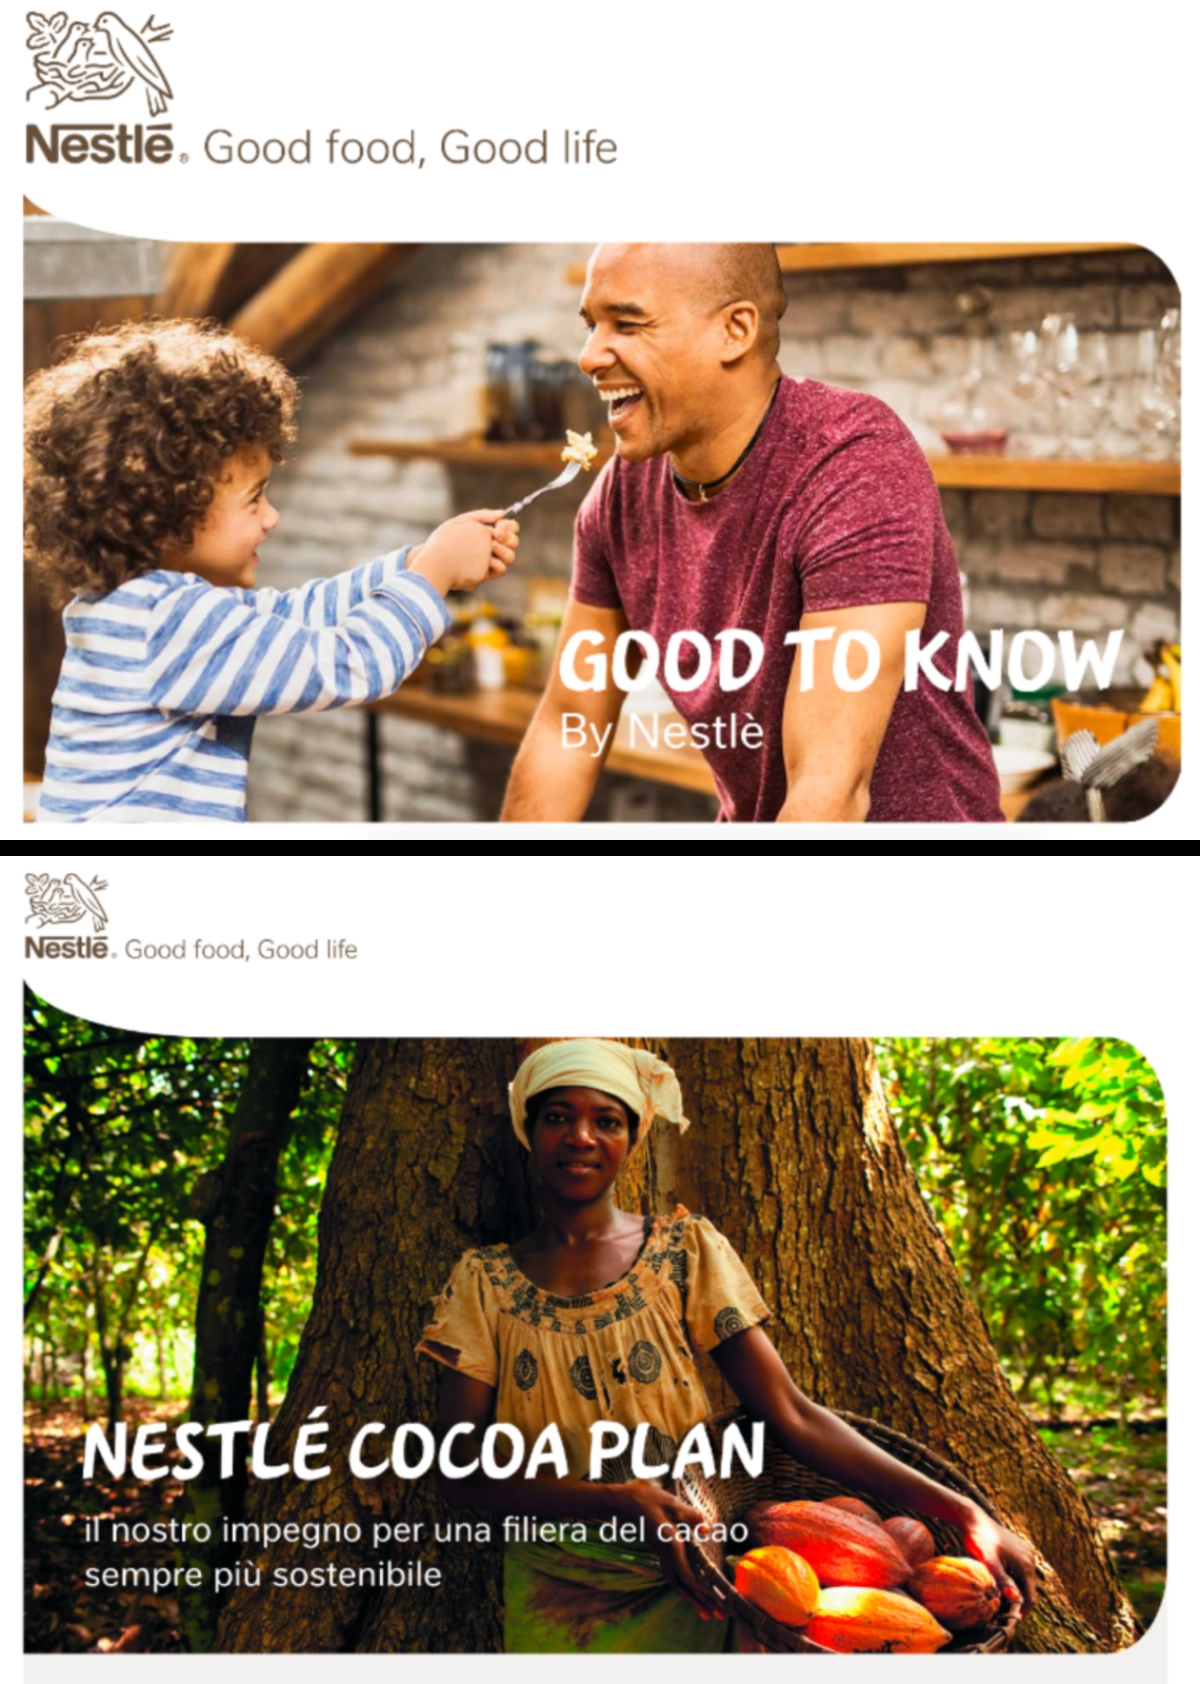 Nestlé® Good food, Good life
GOOD TO KNOW
By Nestlè
Nestlé® Good food, Good life
NESTLÉ COCOA PLAN
il nostro impegno per una filiera del cacao
sempre più sostenibile